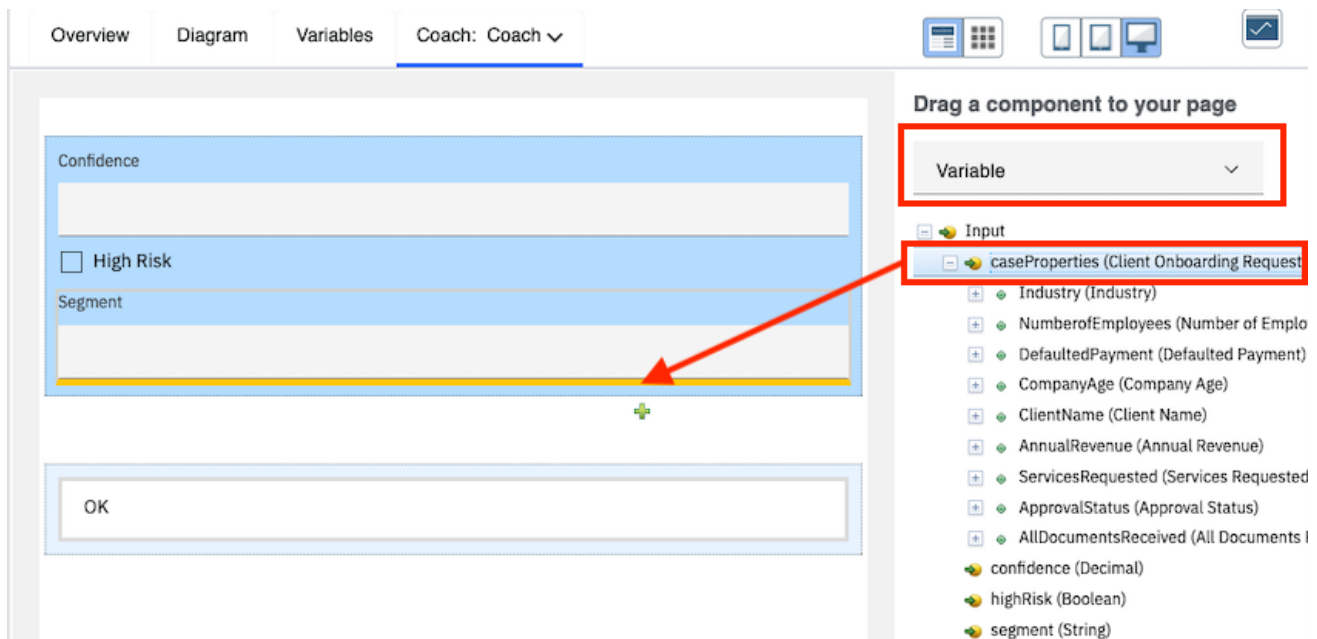 Overview Diagram Variables Coach: Coach
Drag a component to your page
Variable
Confidence
High Risk
Segment
OK
Input
caseProperties (Client Onboarding Request
Industry (Industry)
NumberofEmployees (Number of Emplo
DefaultedPayment (Defaulted Payment)
CompanyAge (Company Age)
ClientName (Client Name)
AnnualRevenue (Annual Revenue)
ServicesRequested (Services Requested
ApprovalStatus (Approval Status)
AllDocumentsReceived (All Documents
confidence (Decimal)
highRisk (Boolean)
segment (String)